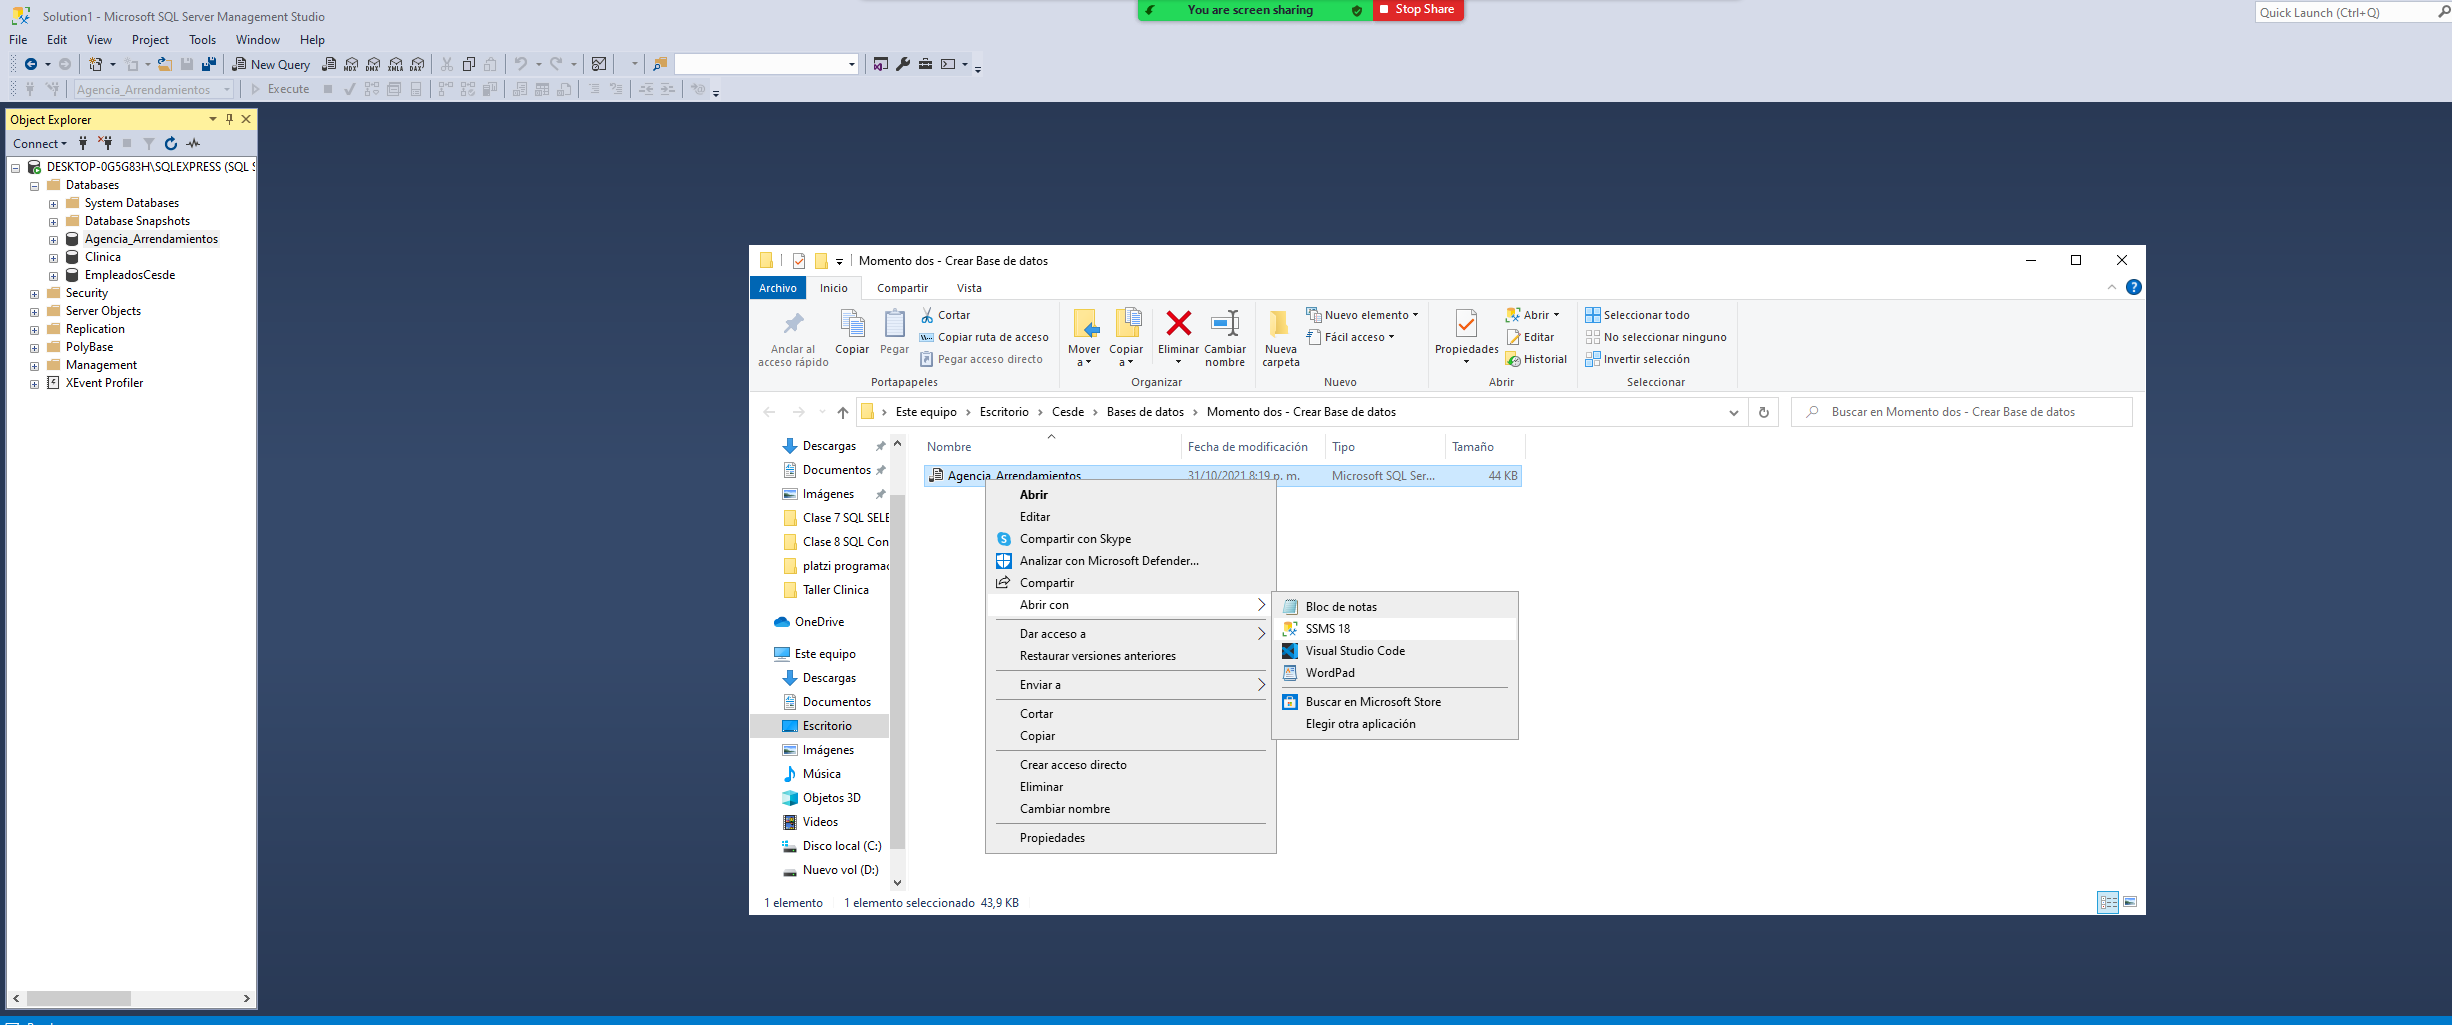 Solution1 - Microsoft SQL Server Management Studio
You are screen sharing
Stop Share
Quick Launch (Ctrl+Q)
File Edit View Project Tools Window Help
New Query MDX DMX XMLA DAX
Agencia_Arrendamientos Execute
Object Explorer
Connect
DESKTOP-0G5G83H\SQLEXPRESS (SQL S
Databases
System Databases
Database Snapshots
Agencia_Arrendamientos
Clinica
EmpleadosCesde
Security
Server Objects
Replication
PolyBase
Management
XEvent Profiler
Momento dos - Crear Base de datos
Archivo Inicio Compartir Vista
Anclar al acceso rápido
Copiar
Pegar
Cortar
Copiar ruta de acceso
Pegar acceso directo
Portapapeles
Mover a
Copiar a
Eliminar
Cambiar nombre
Organizar
Nueva carpeta
Nuevo elemento
Fácil acceso
Nuevo
Propiedades
Abrir
Editar
Historial
Abrir
Seleccionar todo
No seleccionar ninguno
Invertir selección
Seleccionar
Este equipo > Escritorio > Cesde > Bases de datos > Momento dos - Crear Base de datos
Buscar en Momento dos - Crear Base de datos
Descargas
Documentos
Imágenes
Clase 7 SQL SELE
Clase 8 SQL Con
platzi programac
Taller Clinica
OneDrive
Este equipo
Descargas
Documentos
Escritorio
Imágenes
Música
Objetos 3D
Videos
Disco local (C:)
Nuevo vol (D:)
Nombre Fecha de modificación Tipo Tamaño
Agencia_Arrendamientos 31/10/2021 8:19 p. m. Microsoft SQL Ser... 44 KB
Abrir
Editar
Compartir con Skype
Analizar con Microsoft Defender...
Compartir
Abrir con
Dar acceso a
Restaurar versiones anteriores
Enviar a
Cortar
Copiar
Crear acceso directo
Eliminar
Cambiar nombre
Propiedades
Bloc de notas
SSMS 18
Visual Studio Code
WordPad
Buscar en Microsoft Store
Elegir otra aplicación
1 elemento 1 elemento seleccionado 43,9 KB